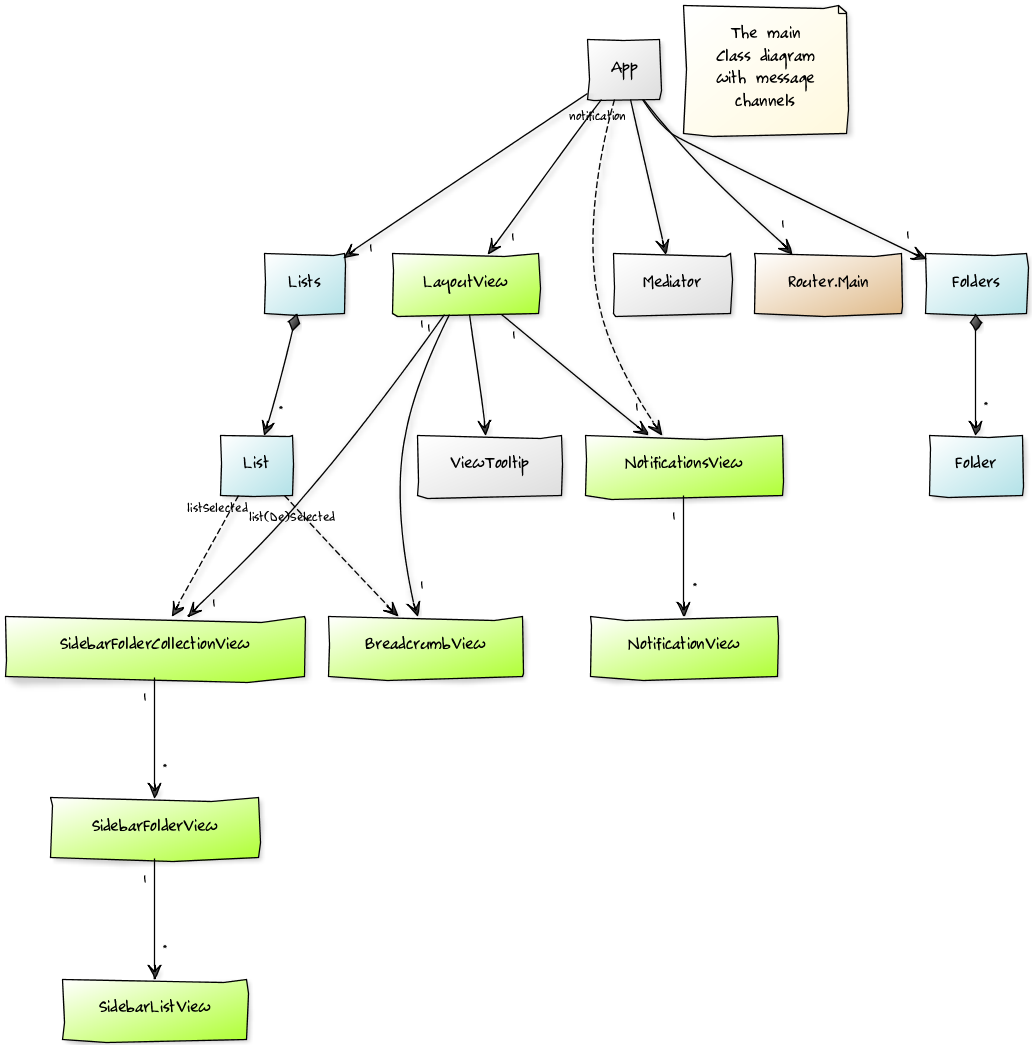 The main
Class diagram
with message
channels
App
notification
1
1
1
1
Lists
LayoutView
Mediator
Router.Main
Folders
1
1
1
*
1
*
List
ViewTooltip
NotificationsView
Folder
listSelected
list(De)Selected
1
1
1
*
SidebarFolderCollectionView
BreadcrumbView
NotificationView
1
*
SidebarFolderView
1
*
SidebarListView